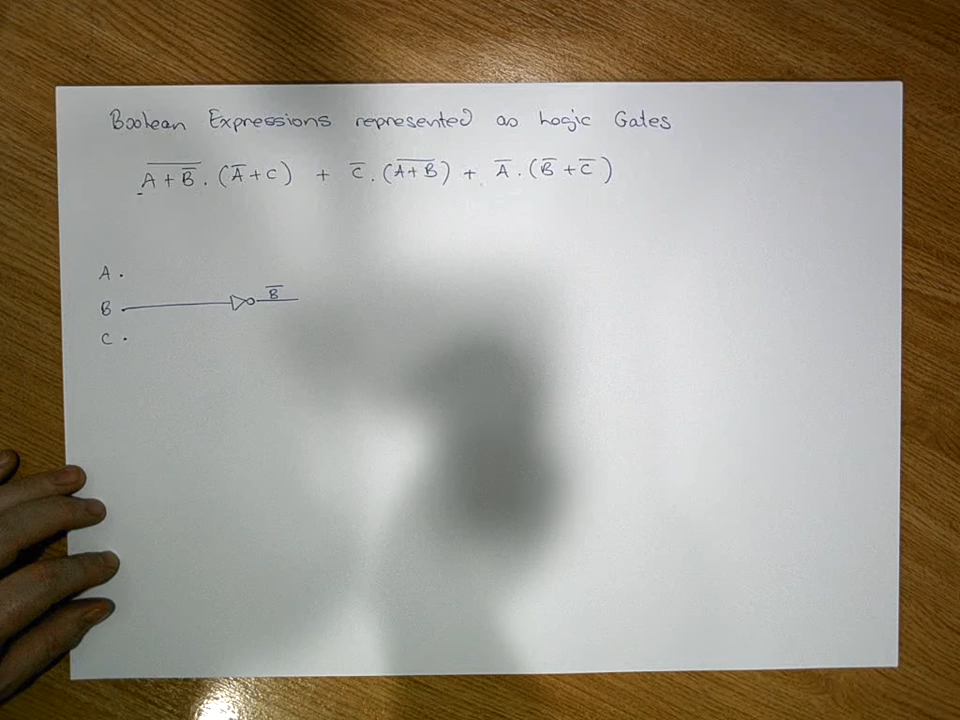 Boolean Expressions represented as Logic Gates
A̅ ̅+̅ ̅B̅̅ . (A̅ + C) + C̅ . (A̅+̅B̅) + A̅ . (B̅ + C̅)
A .
B̅
B .
C .